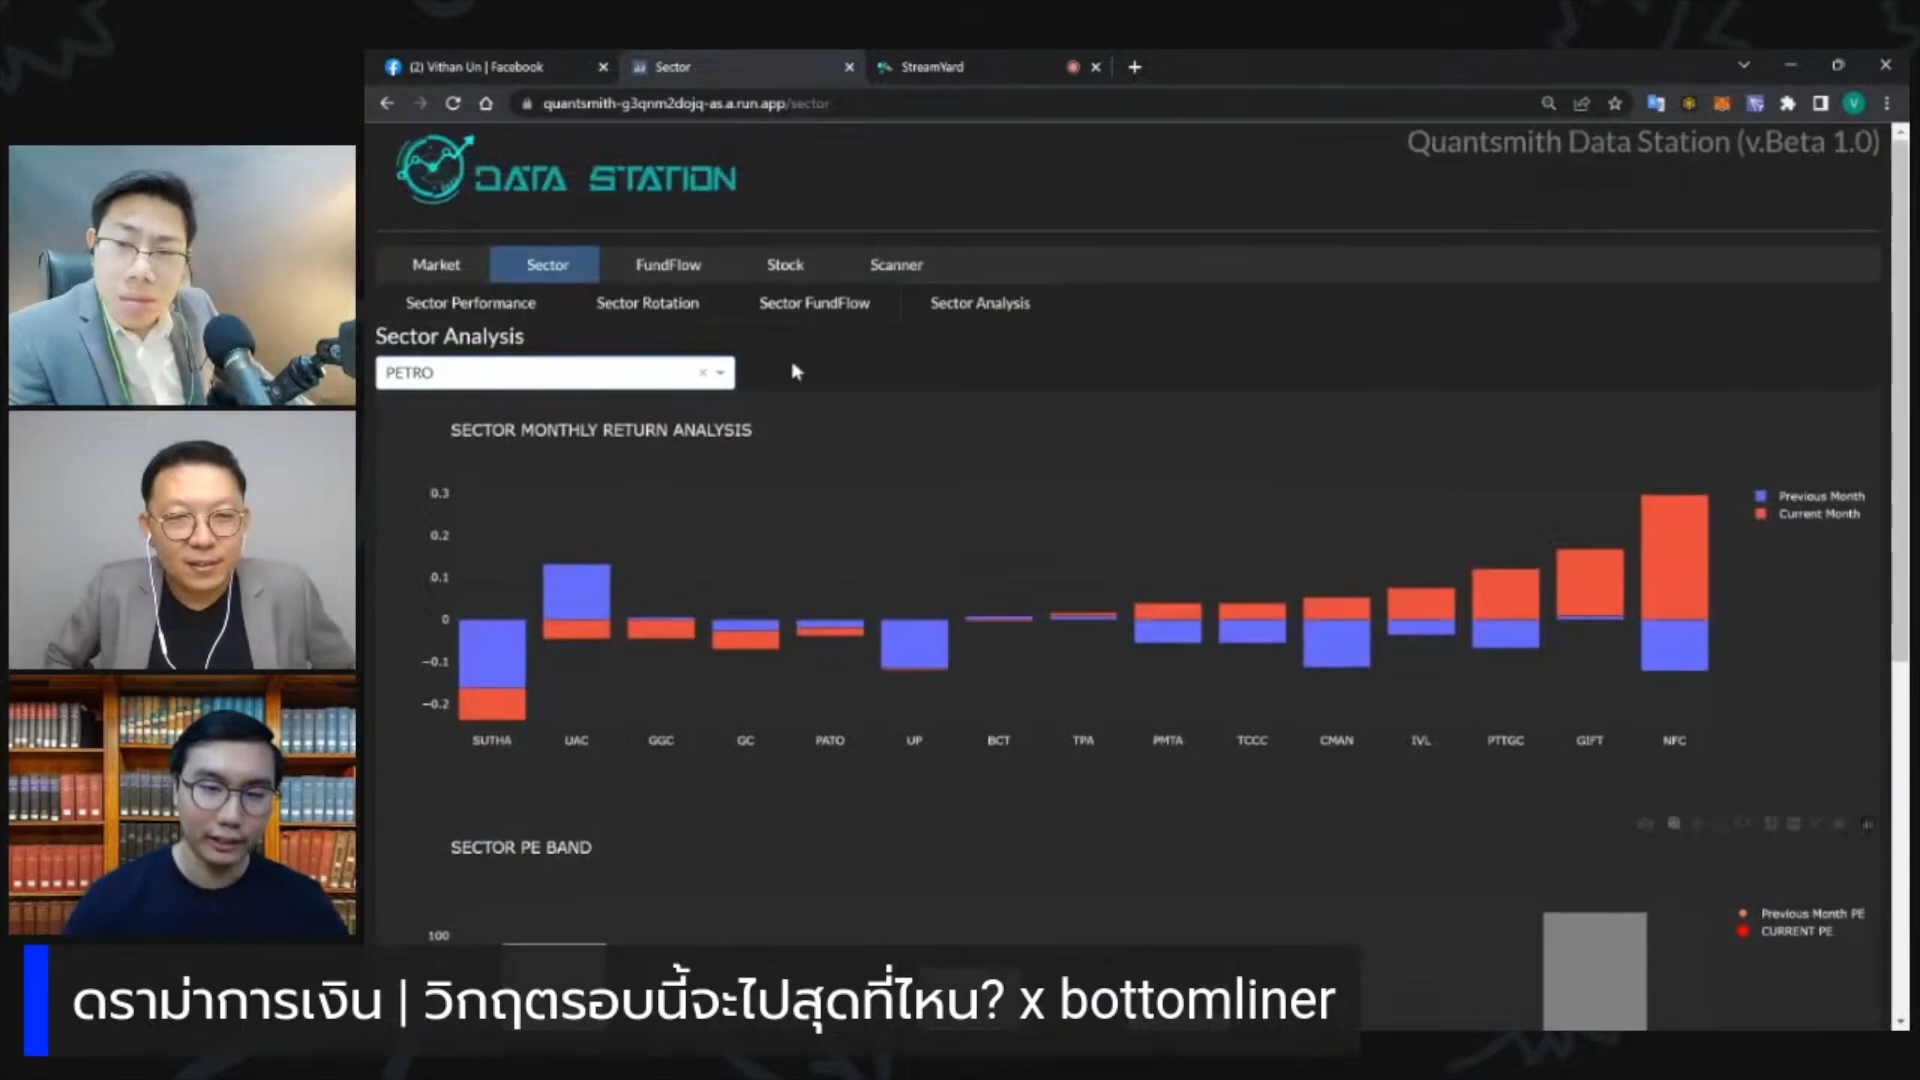 (2) Vithan Un | Facebook
Sector
StreamYard
quantsmith-g3qnm2dojq-as.a.run.app/sector
V
DATA STATION
Quantsmith Data Station (v.Beta 1.0)
Market
Sector
FundFlow
Stock
Scanner
Sector Performance
Sector Rotation
Sector FundFlow
Sector Analysis
Sector Analysis
PETRO
SECTOR MONTHLY RETURN ANALYSIS
0.3
0.2
0.1
0
−0.1
−0.2
Previous Month
Current Month
SUTHA
UAC
GGC
GC
PATO
UP
BCT
TPA
PMTA
TCCC
CMAN
IVL
PTTGC
GIFT
NFC
SECTOR PE BAND
100
Previous Month PE
CURRENT PE
ดราม่าการเงิน | วิกฤตรอบนี้จะไปสุดที่ไหน? x bottomliner